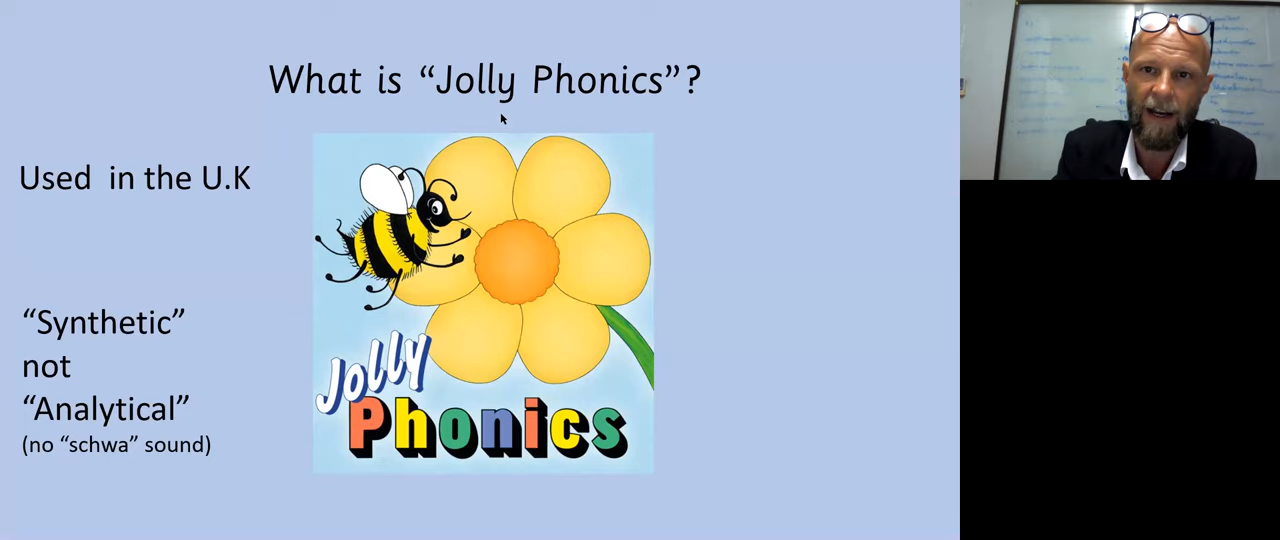 What is “Jolly Phonics”?
Used in the U.K
“Synthetic”
not
“Analytical”
(no “schwa” sound)
Jolly
Phonics